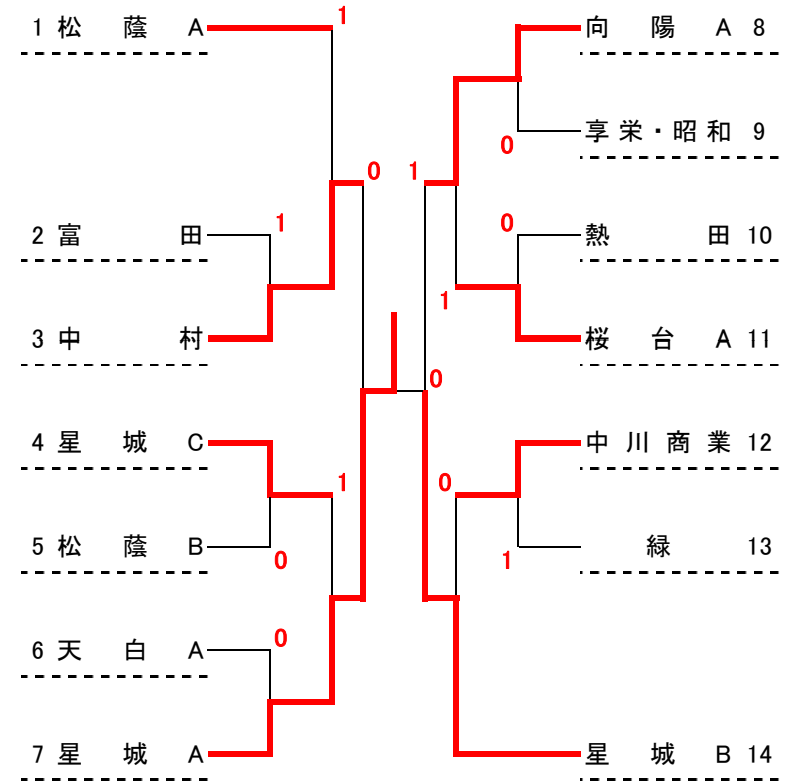 1 松 蔭 A
1
2 富 田
1
3 中 村
0
4 星 城 C
1
5 松 蔭 B
0
6 天 白 A
0
7 星 城 A
向 陽 A 8
0
享 栄・昭 和 9
1
0
熱 田 10
1
桜 台 A 11
0
中 川 商 業 12
0
1
緑 13
星 城 B 14